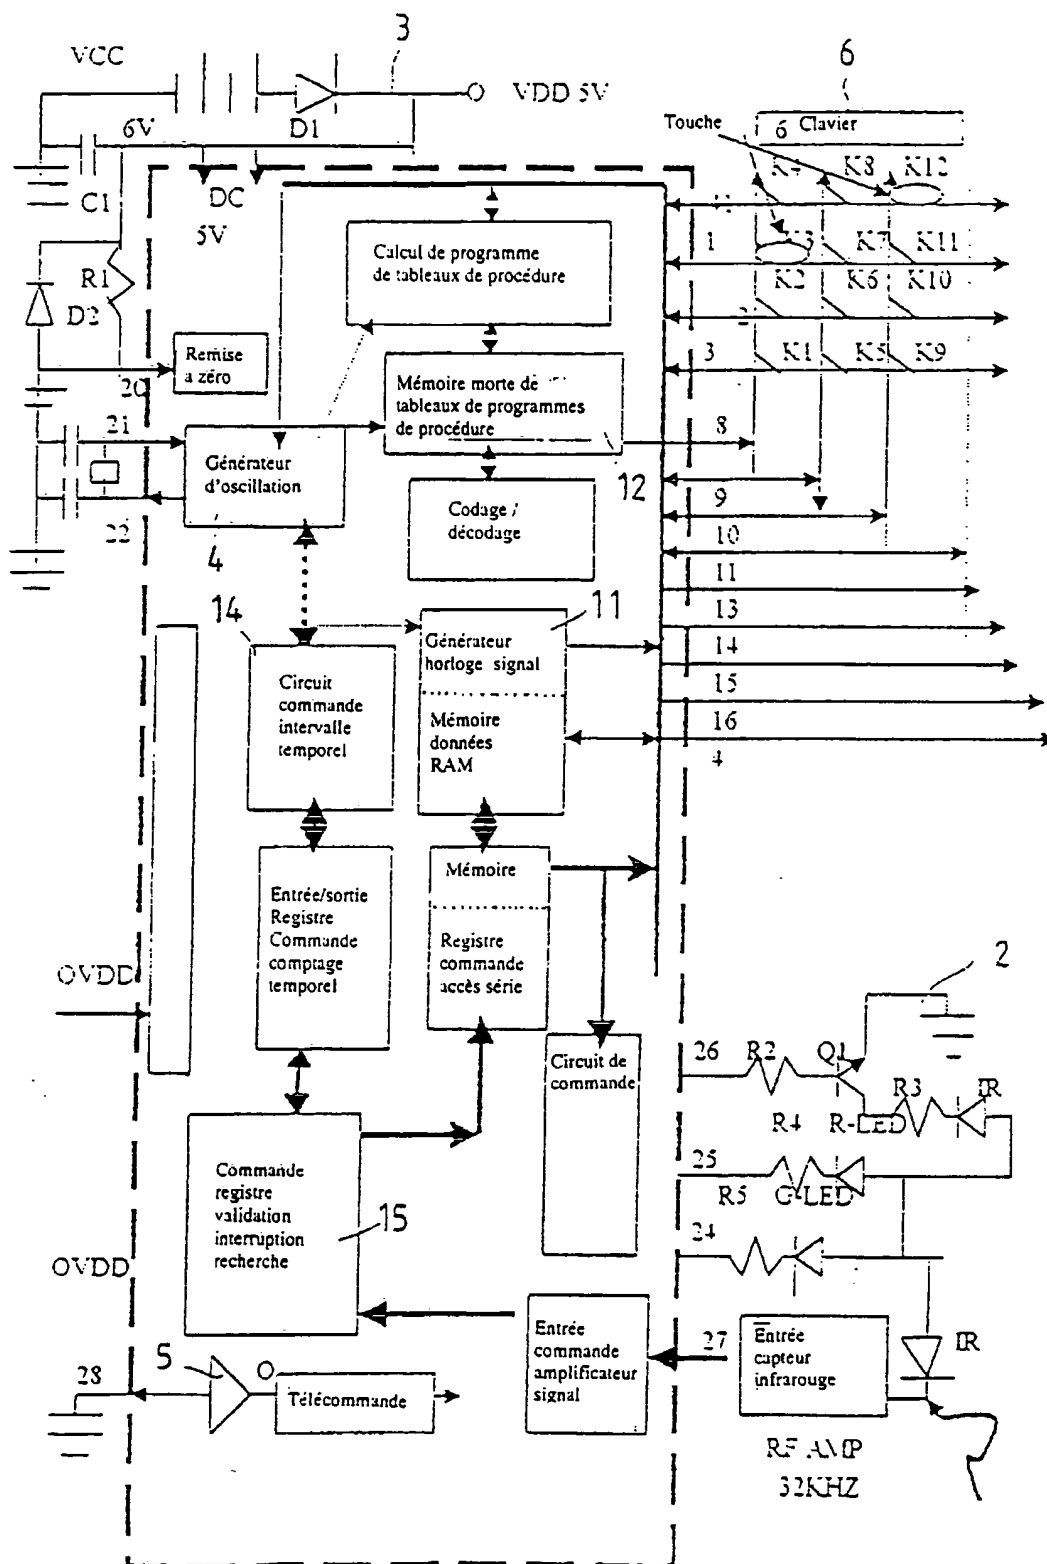 3
VCC
VDD 5V
6
6V
D1
Touche
6 Clavier
K4
K8
K12
C1
DC
5V
1
K3
K7
K11
Calcul de programme
de tableaux de procédure
R1
D2
K2
K6
K10
2
Remise
a zéro
3
K1
K5
K9
20
Mémoire morte de
tableaux de programmes
de procédure
21
8
Générateur
d'oscillation
12
9
22
Codage /
décodage
4
10
11
13
14
11
Générateur
horloge signal
14
Circuit
commande
intervalle
temporel
15
Mémoire
données
RAM
16
4
Mémoire
Entrée/sortie
Registre
Commande
comptage
temporel
Registre
commande
accès série
OVDD
2
26
R2
Q1
R3
IR
Circuit de
commande
R4
R-LED
25
R5
G-LED
Commande
registre
validation
interruption
recherche
15
24
OVDD
Entrée
commande
amplificateur
signal
27
Entrée
capteur
infrarouge
IR
28
5
O
Télécommande
RF AMP
32KHZ